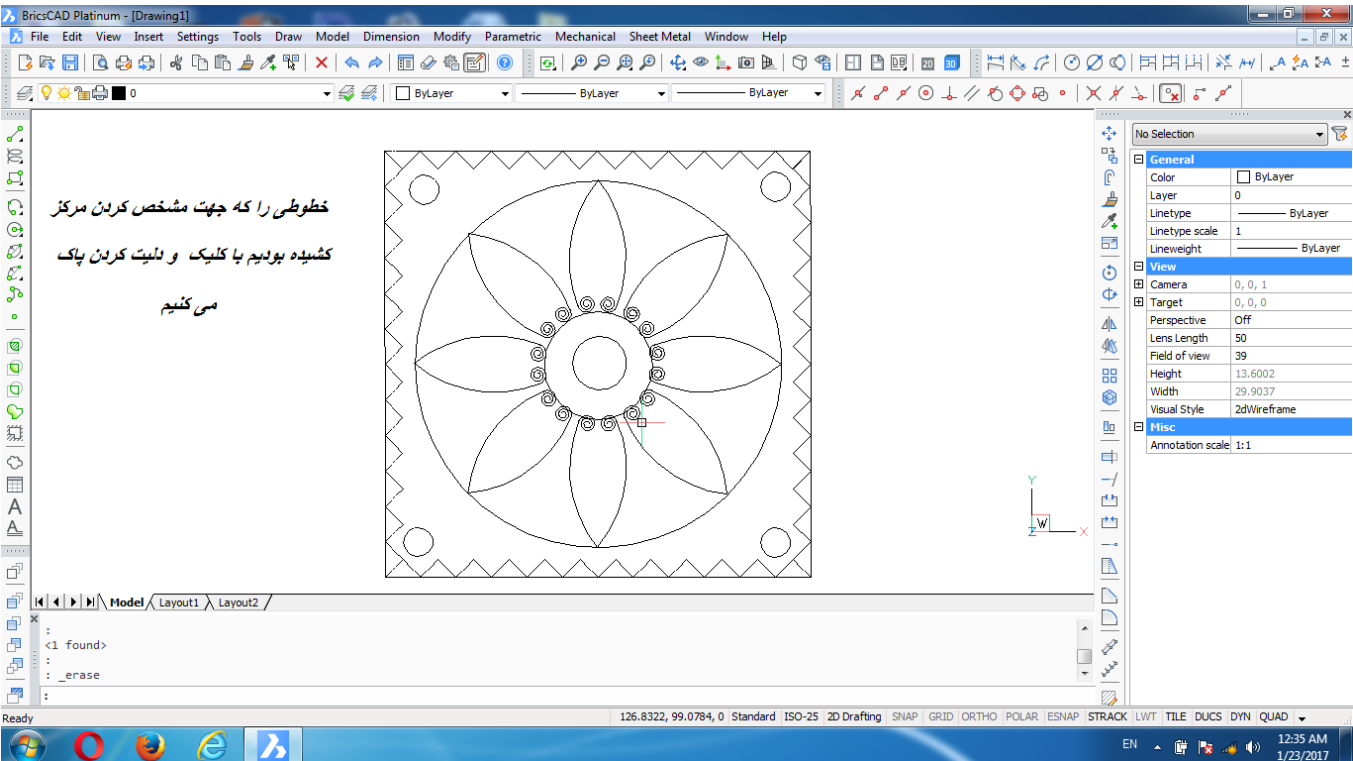 BricsCAD Platinum - [Drawing1]
File Edit View Insert Settings Tools Draw Model Dimension Modify Parametric Mechanical Sheet Metal Window Help
0 ByLayer ByLayer ByLayer
No Selection
General
Color ByLayer
Layer 0
Linetype ByLayer
Linetype scale 1
Lineweight ByLayer
View
Camera 0, 0, 1
Target 0, 0, 0
Perspective Off
Lens Length 50
Field of view 39
Height 13.6002
Width 29.9037
Visual Style 2dWireframe
Misc
Annotation scale 1:1
خطوطی را که جهت مشخص کردن مرکز
کشیده بودیم با کلیک و دلیت کردن پاک
می کنیم
Y
W
Z X
Model Layout1 Layout2
:
<1 found>
:
: _erase
:
Ready 126.8322, 99.0784, 0 Standard ISO-25 2D Drafting SNAP GRID ORTHO POLAR ESNAP STRACK LWT TILE DUCS DYN QUAD
EN 12:35 AM
1/23/2017